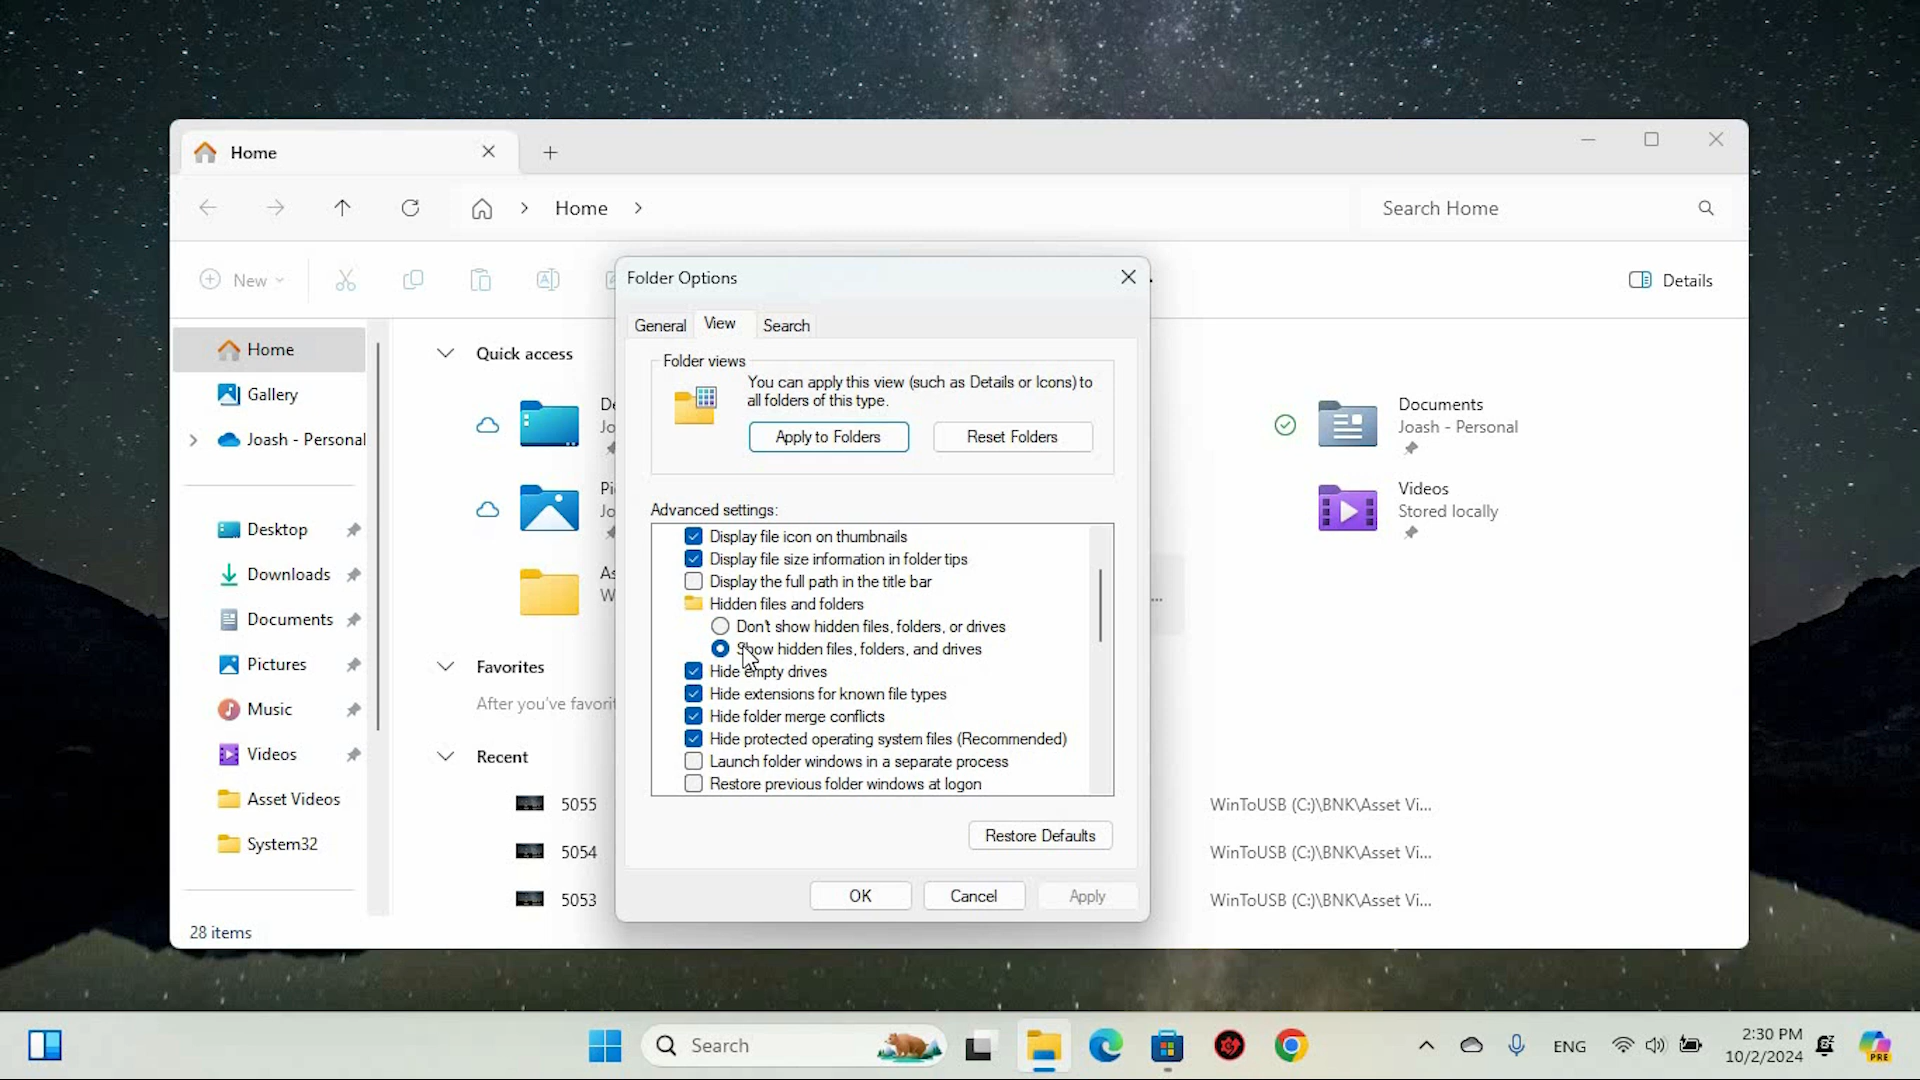 Home
Home
Search Home
New
Details
Folder Options
General
View
Search
Folder views
You can apply this view (such as Details or Icons) to
all folders of this type.
Apply to Folders
Reset Folders
Advanced settings:
Display file icon on thumbnails
Display file size information in folder tips
Display the full path in the title bar
Hidden files and folders
Don't show hidden files, folders, or drives
Show hidden files, folders, and drives
Hide empty drives
Hide extensions for known file types
Hide folder merge conflicts
Hide protected operating system files (Recommended)
Launch folder windows in a separate process
Restore previous folder windows at logon
Restore Defaults
OK
Cancel
Apply
Home
Gallery
Joash - Personal
Desktop
Downloads
Documents
Pictures
Music
Videos
Asset Videos
System32
28 items
Quick access
Documents
Joash - Personal
Videos
Stored locally
Favorites
After you've
Recent
5055
WinToUSB (C:)\BNK\Asset Vi...
5054
WinToUSB (C:)\BNK\Asset Vi...
5053
WinToUSB (C:)\BNK\Asset Vi...
Search
ENG
2:30 PM
10/2/2024
PRE